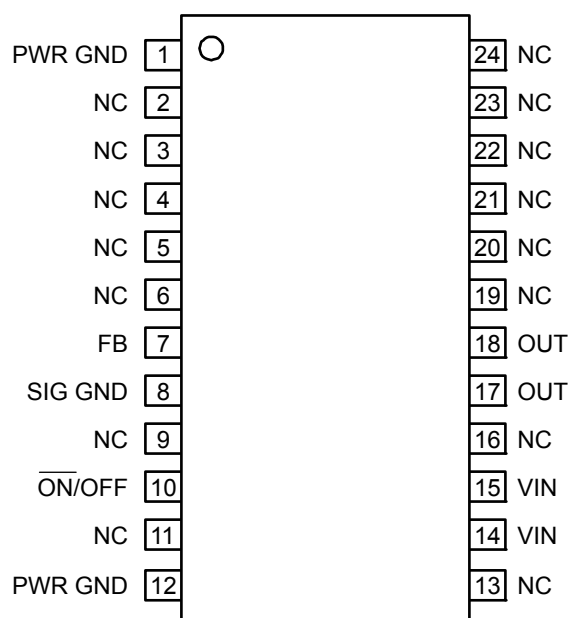 PWR GND 1 24 NC
NC 2 23 NC
NC 3 22 NC
NC 4 21 NC
NC 5 20 NC
NC 6 19 NC
FB 7 18 OUT
SIG GND 8 17 OUT
NC 9 16 NC
O̅N̅/OFF 10 15 VIN
NC 11 14 VIN
PWR GND 12 13 NC